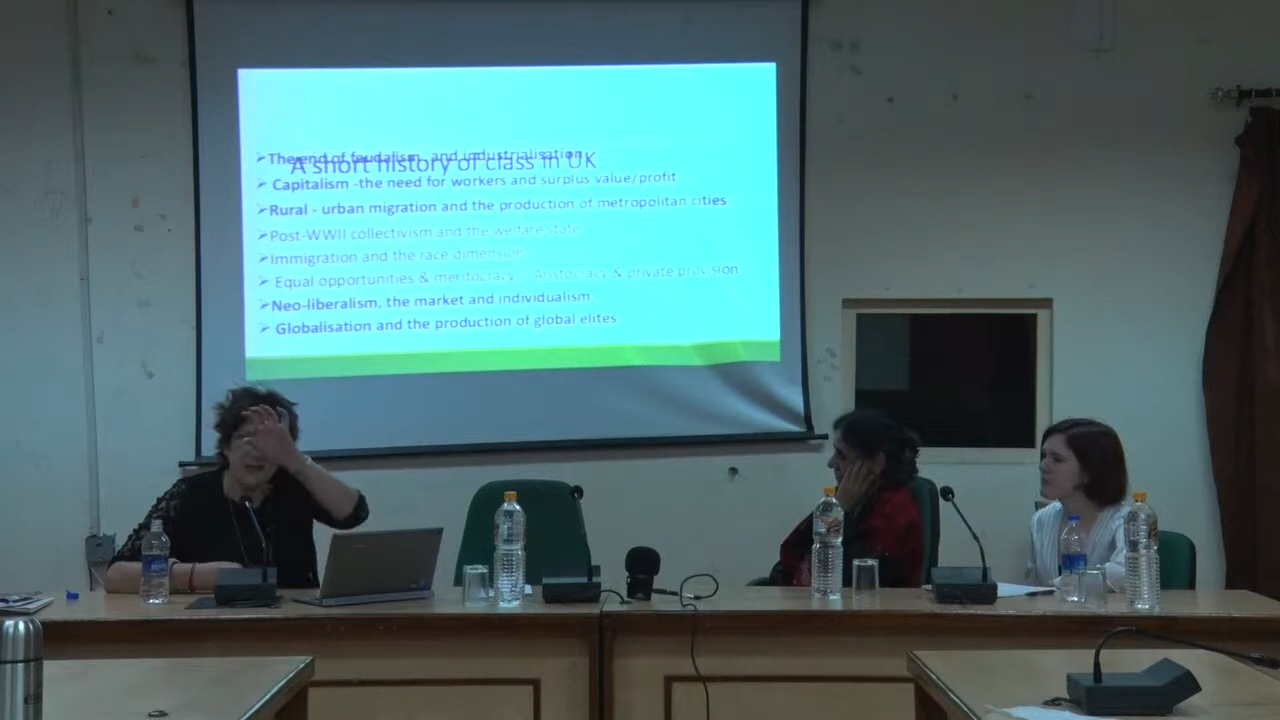 A short history of class in UK
➢The end of feudalism and industrialisation
➢ Capitalism -the need for workers and surplus value/profit
➢Rural - urban migration and the production of metropolitan cities
➢Post-WWII collectivism and the welfare state
➢Immigration and the race dimension
➢ Equal opportunities & meritocracy Aristocracy & private provision
➢Neo-liberalism, the market and individualism
➢ Globalisation and the production of global elites